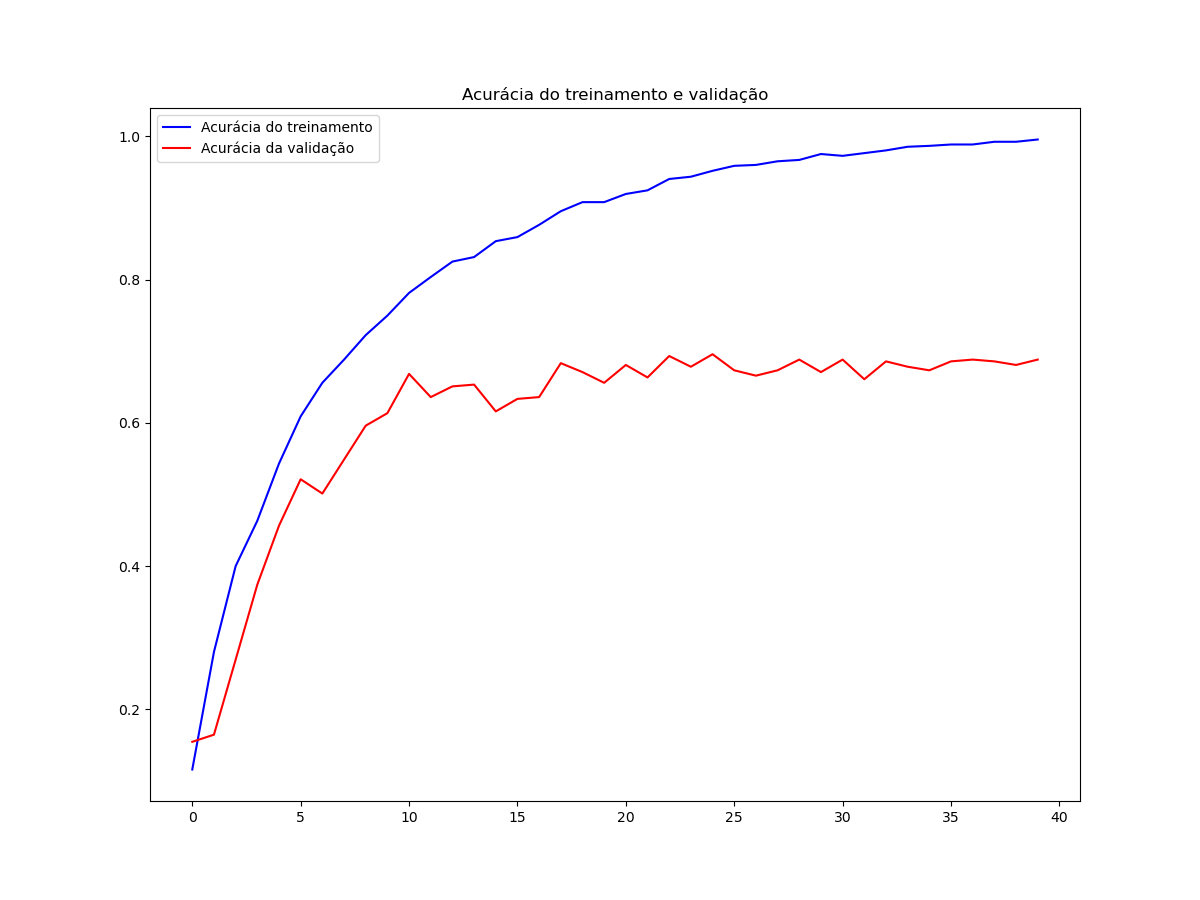 Acurácia do treinamento e validação
Acurácia do treinamento
Acurácia da validação
1.0
0.8
0.6
0.4
0.2
0 5 10 15 20 25 30 35 40